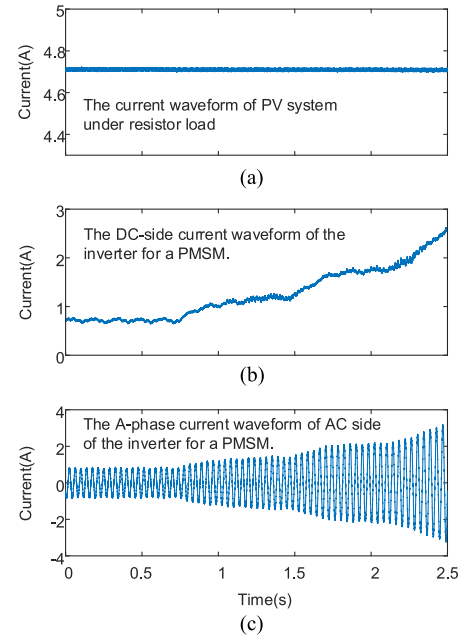 5
4.8
4.6
4.4
Current(A)
The current waveform of PV system
under resistor load
(a)
3
2
1
0
Current(A)
The DC-side current waveform of the
inverter for a PMSM.
(b)
4
2
0
-2
-4
Current(A)
The A-phase current waveform of AC side
of the inverter for a PMSM.
0 0.5 1 1.5 2 2.5
Time(s)
(c)